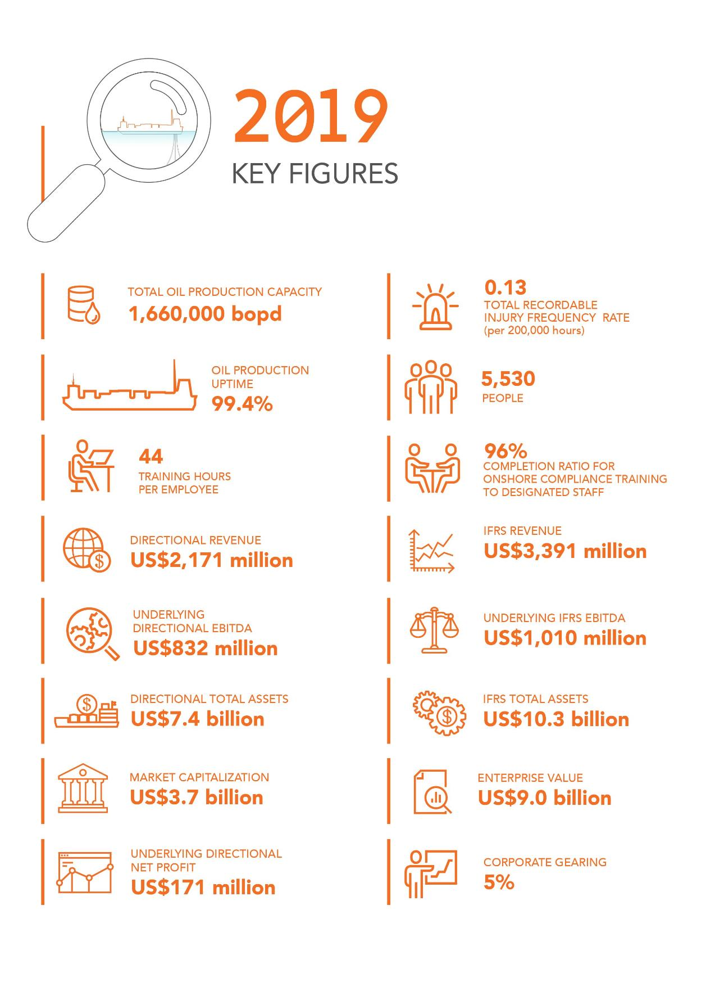 2019
KEY FIGURES
TOTAL OIL PRODUCTION CAPACITY
1,660,000 bopd
0.13
TOTAL RECORDABLE
INJURY FREQUENCY RATE
(per 200,000 hours)
OIL PRODUCTION
UPTIME
99.4%
5,530
PEOPLE
44
TRAINING HOURS
PER EMPLOYEE
96%
COMPLETION RATIO FOR
ONSHORE COMPLIANCE TRAINING
TO DESIGNATED STAFF
DIRECTIONAL REVENUE
US$2,171 million
IFRS REVENUE
US$3,391 million
UNDERLYING
DIRECTIONAL EBITDA
US$832 million
UNDERLYING IFRS EBITDA
US$1,010 million
DIRECTIONAL TOTAL ASSETS
US$7.4 billion
IFRS TOTAL ASSETS
US$10.3 billion
MARKET CAPITALIZATION
US$3.7 billion
ENTERPRISE VALUE
US$9.0 billion
UNDERLYING DIRECTIONAL
NET PROFIT
US$171 million
CORPORATE GEARING
5%